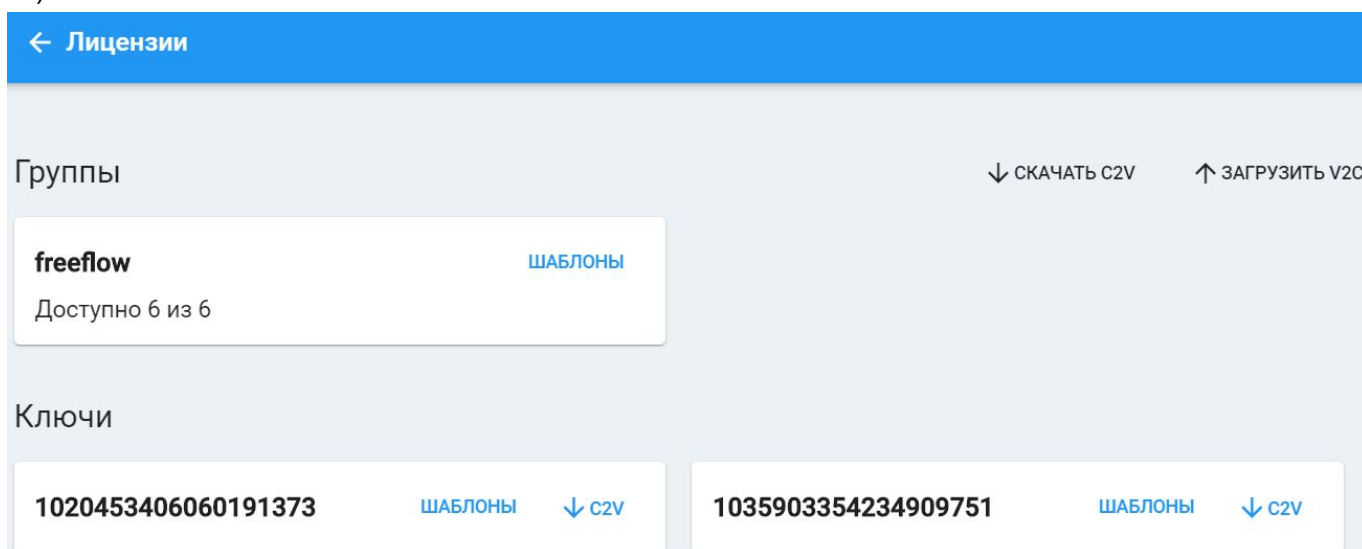 ← Лицензии
Группы
↓ СКАЧАТЬ C2V ↑ ЗАГРУЗИТЬ V2C
freeflow ШАБЛОНЫ
Доступно 6 из 6
Ключи
1020453406060191373 ШАБЛОНЫ ↓ C2V
1035903354234909751 ШАБЛОНЫ ↓ C2V